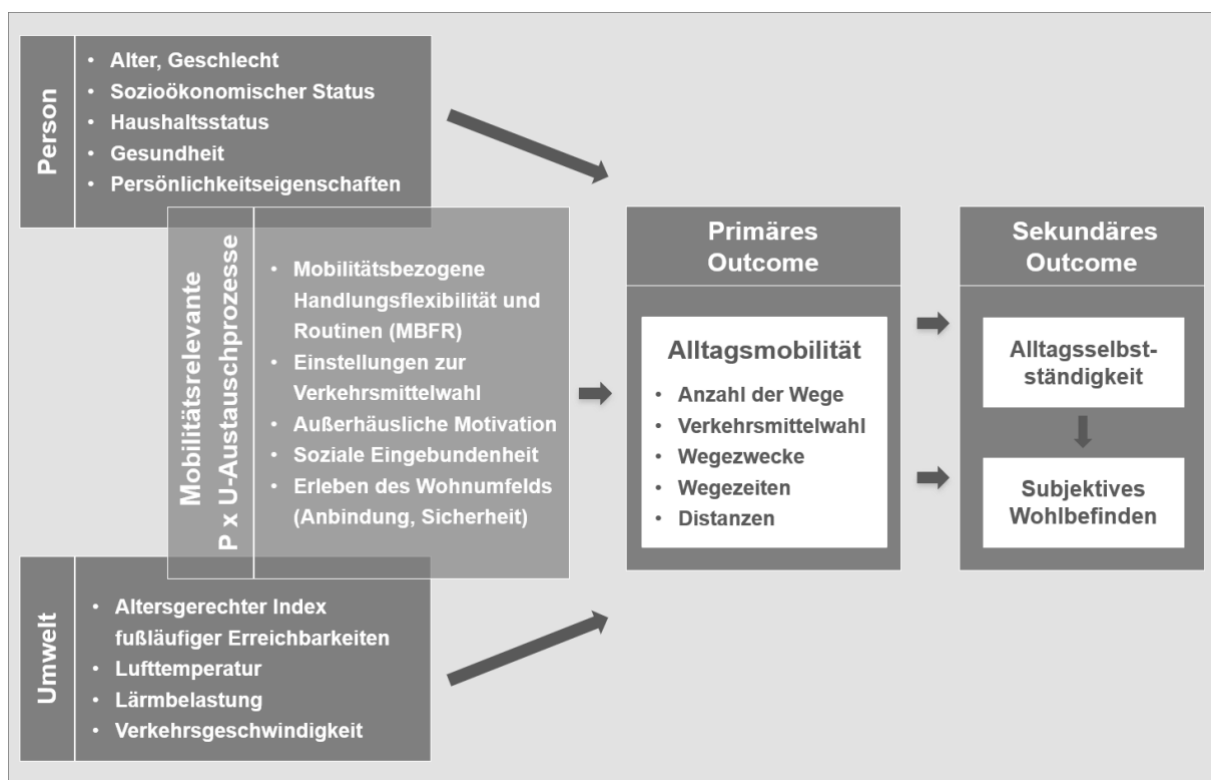 Person
• Alter, Geschlecht
• Sozioökonomischer Status
• Haushaltsstatus
• Gesundheit
• Persönlichkeitseigenschaften
Mobilitätsrelevante
P x U-Austauschprozesse
• Mobilitätsbezogene
Handlungsflexibilität und
Routinen (MBFR)
• Einstellungen zur
Verkehrsmittelwahl
• Außerhäusliche Motivation
• Soziale Eingebundenheit
• Erleben des Wohnumfelds
(Anbindung, Sicherheit)
Umwelt
• Altersgerechter Index
fußläufiger Erreichbarkeiten
• Lufttemperatur
• Lärmbelastung
• Verkehrsgeschwindigkeit
Primäres
Outcome
Alltagsmobilität
• Anzahl der Wege
• Verkehrsmittelwahl
• Wegezwecke
• Wegezeiten
• Distanzen
Sekundäres
Outcome
Alltagsselbst-
ständigkeit
Subjektives
Wohlbefinden